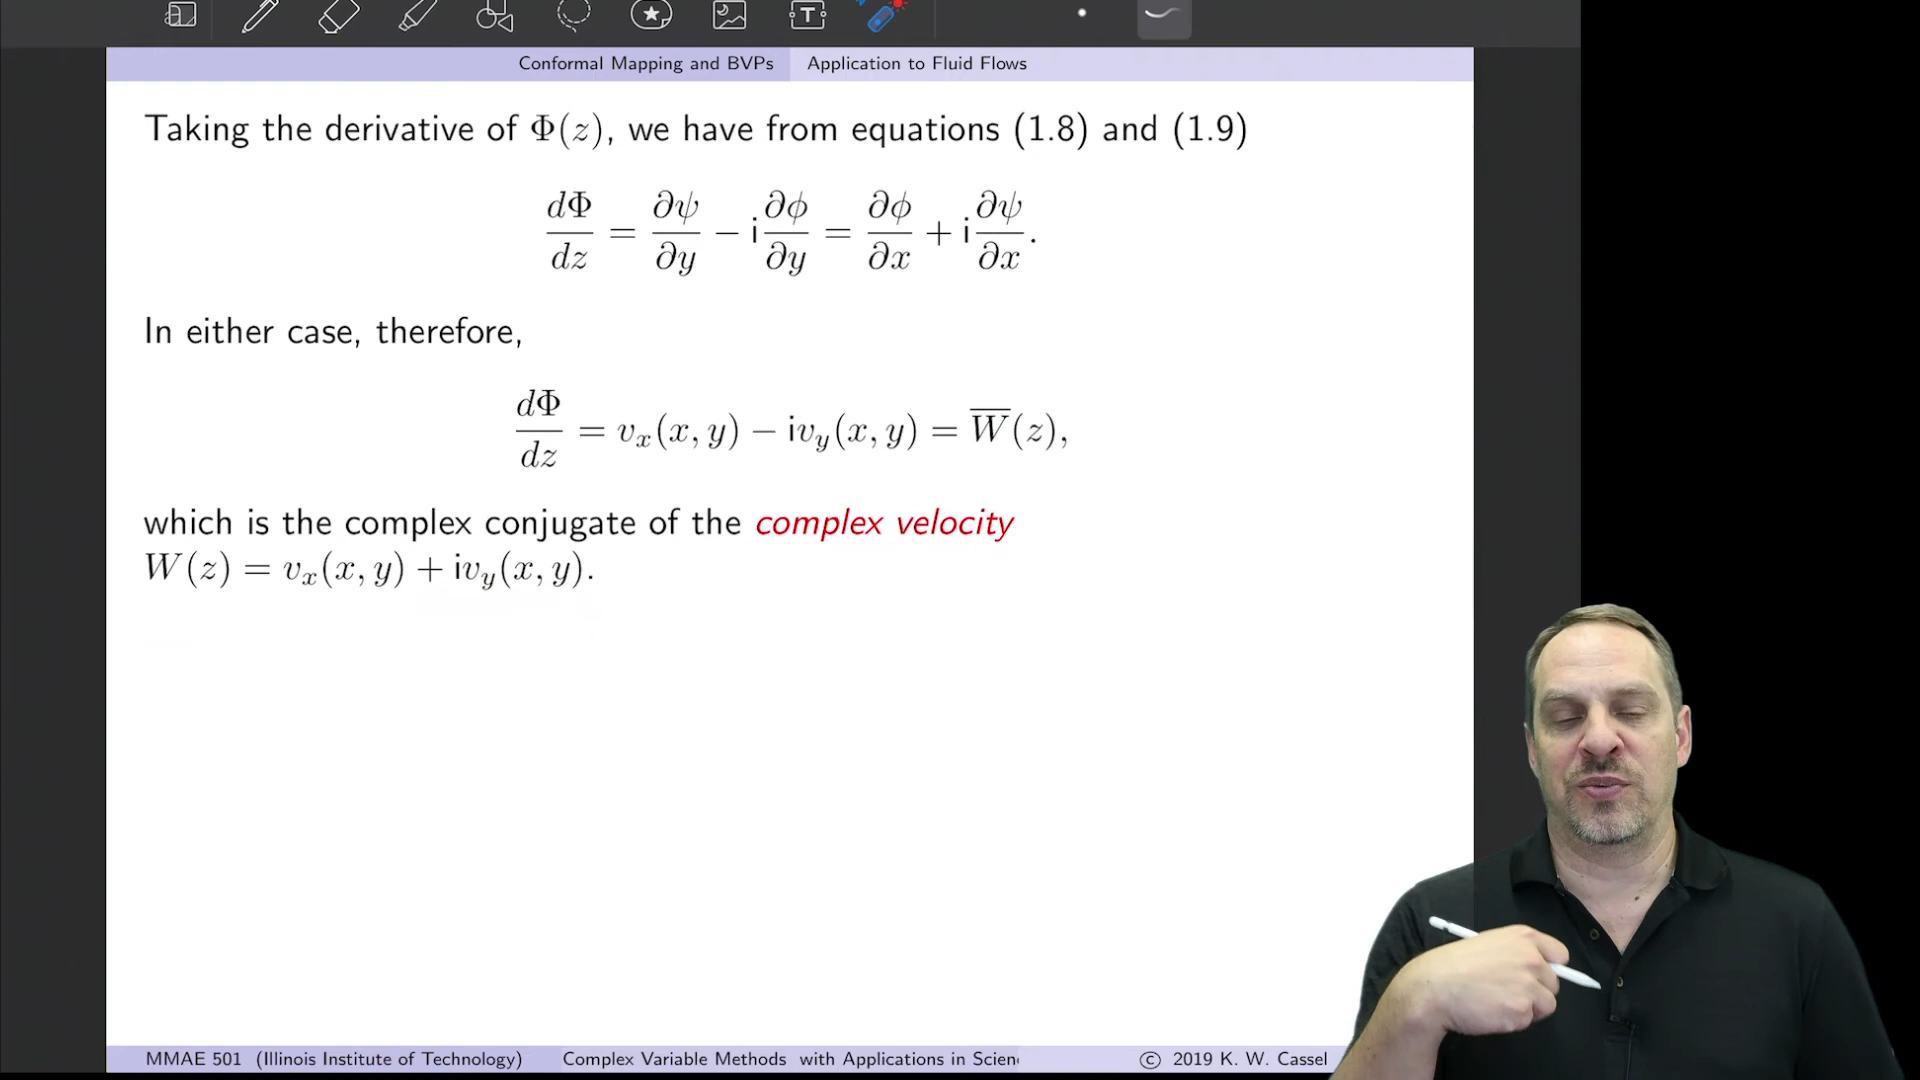 Conformal Mapping and BVPs Application to Fluid Flows
Taking the derivative of Φ(z), we have from equations (1.8) and (1.9)
dΦ/dz = ∂ψ/∂y − i ∂φ/∂y = ∂φ/∂x + i ∂ψ/∂x.
In either case, therefore,
dΦ/dz = vₓ(x, y) − iv_y(x, y) = W̅(z),
which is the complex conjugate of the complex velocity
W(z) = vₓ(x, y) + iv_y(x, y).
MMAE 501 (Illinois Institute of Technology) Complex Variable Methods with Applications in Scien © 2019 K. W. Cassel